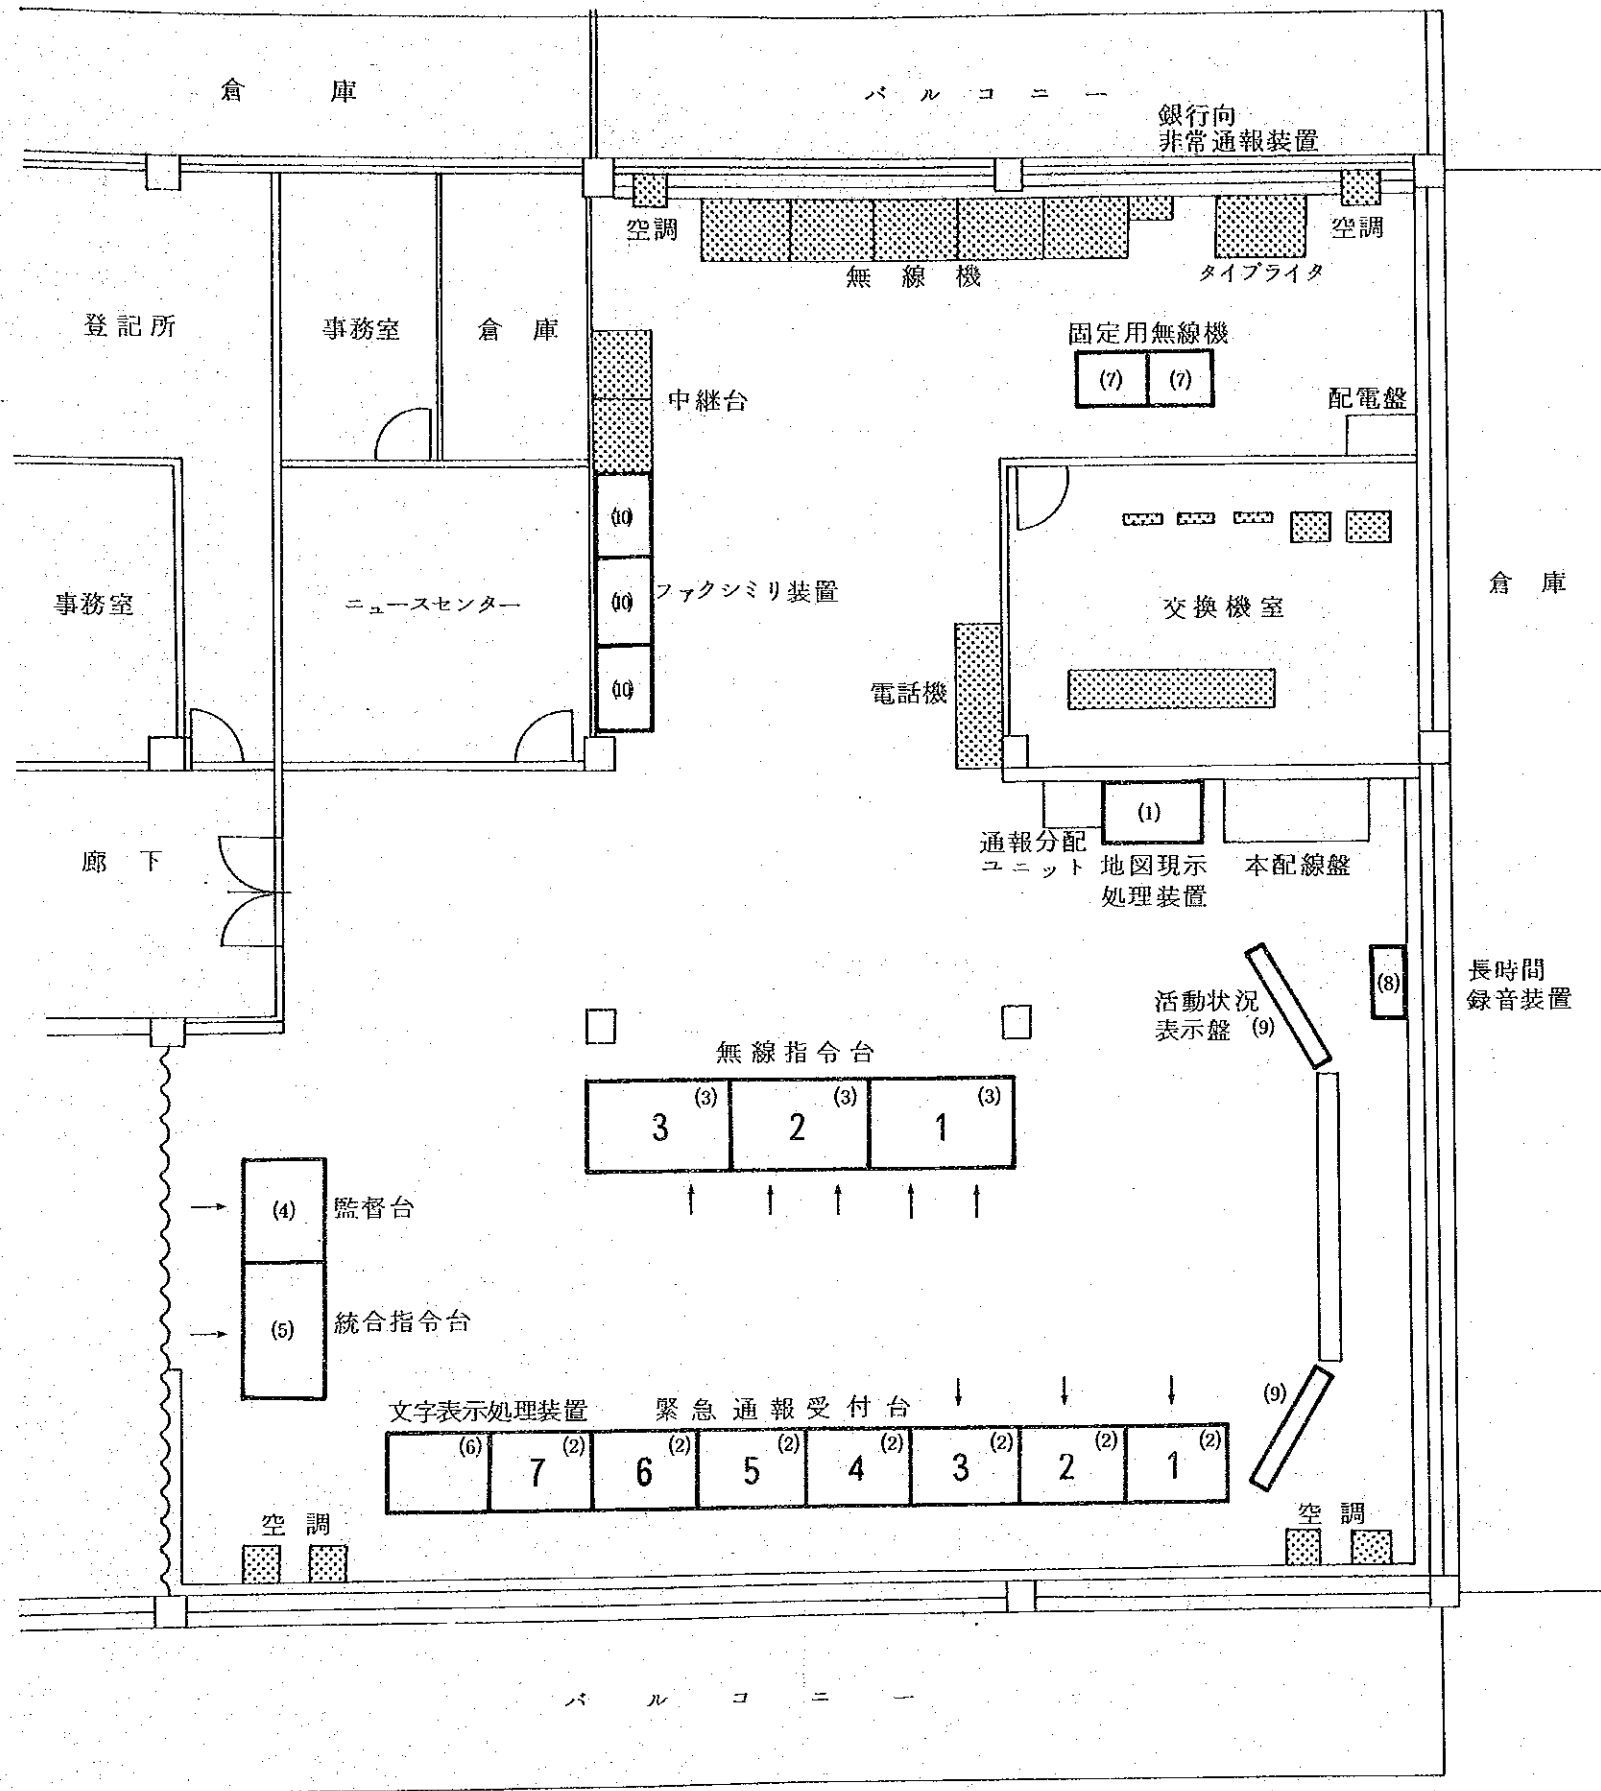 倉庫
バルコニー
銀行向
非常通報装置
空調
無線機
タイプライタ
空調
登記所
事務室
倉庫
固定用無線機
(7) (7)
中継台
配電盤
(10)
事務室
ニュースセンター
(10)
ファクシミリ装置
交換機室
倉庫
(10)
電話機
(1)
通報分配
ユニット
地図現示
処理装置
本配線盤
廊下
活動状況
表示盤 (9)
(8)
長時間
録音装置
無線指令台
3 (3) 2 (3) 1 (3)
(4) 監督台
(5) 統合指令台
文字表示処理装置
緊急通報受付台
(9)
(6) 7 (2) 6 (2) 5 (2) 4 (2) 3 (2) 2 (2) 1 (2)
空調
空調
バルコニー